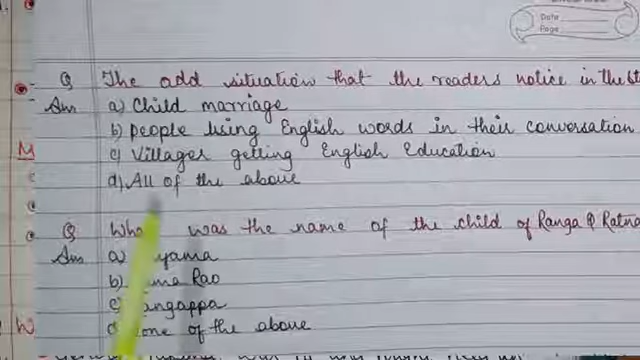 Date
Page
Q The odd situation that the readers notice in the
Ans a) Child marriage
b) People using English words in their conversation
c) Villager getting English Education
d) All of the above
Q was the name of the child of Ranga & Ratna
Ans a)
b) Rao
c)
d) of the above